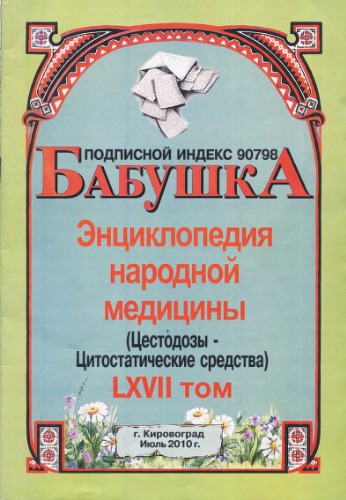 ПОДПИСНОЙ ИНДЕКС 90798
БАБУШКА
Энциклопедия
народной
медицины
(Цестодозы -
Цитостатические средства)
LXVII том
г. Кировоград
Июль 2010 г.